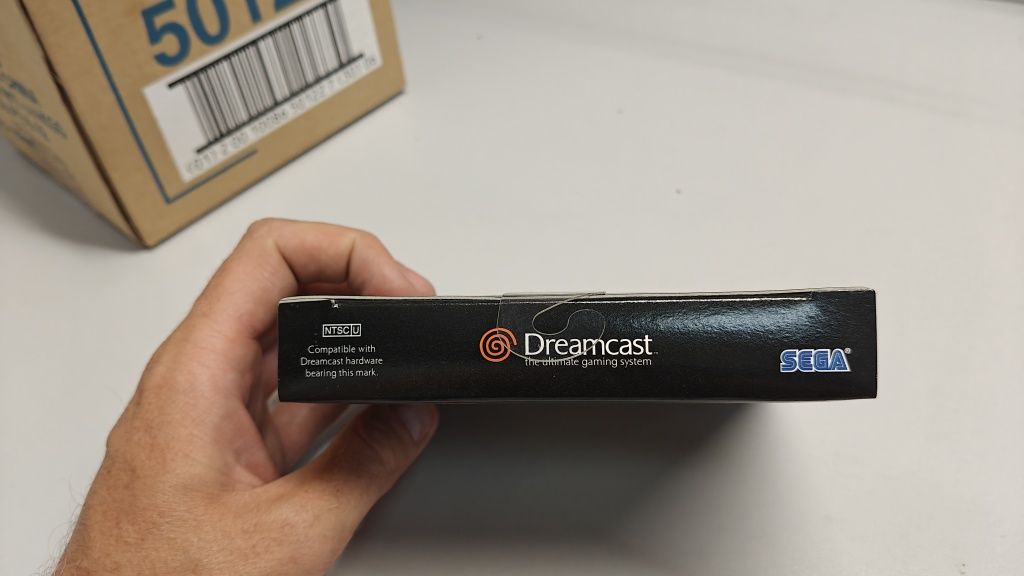 NTSC U
Compatible with
Dreamcast hardware
bearing this mark.
Dreamcast
the ultimate gaming system
SEGA®